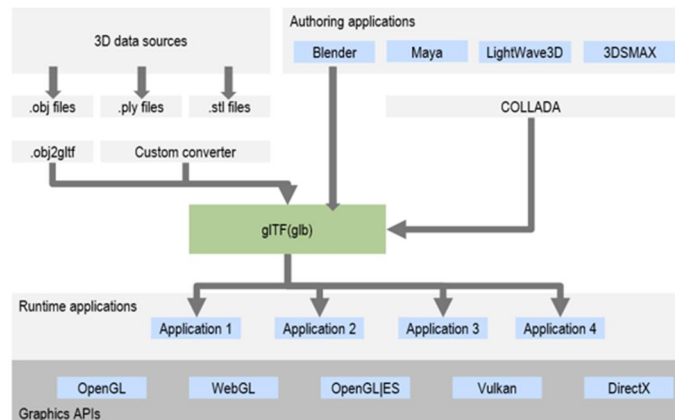 3D data sources
.obj files
.ply files
.stl files
.obj2gltf
Custom converter
Authoring applications
Blender
Maya
LightWave3D
3DSMAX
COLLADA
glTF(glb)
Runtime applications
Application 1
Application 2
Application 3
Application 4
OpenGL
WebGL
OpenGL|ES
Vulkan
DirectX
Graphics APIs